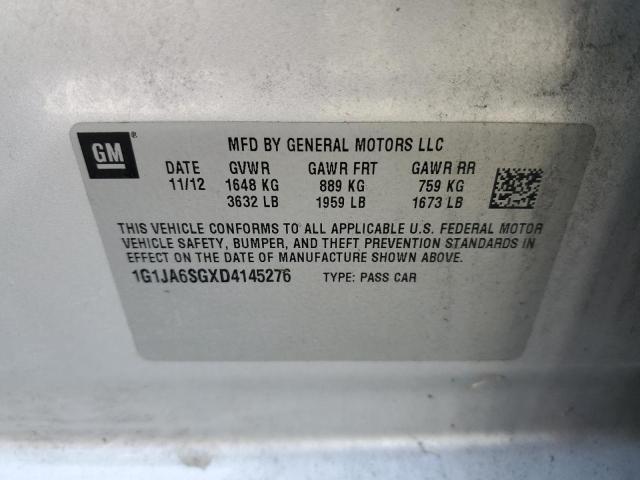 GM ®
MFD BY GENERAL MOTORS LLC
DATE GVWR GAWR FRT GAWR RR
11/12 1648 KG 889 KG 759 KG
3632 LB 1959 LB 1673 LB
THIS VEHICLE CONFORMS TO ALL APPLICABLE U.S. FEDERAL MOTOR
VEHICLE SAFETY, BUMPER, AND THEFT PREVENTION STANDARDS IN
EFFECT ON THE DATE OF MANUFACTURE SHOWN ABOVE.
1G1JA6SGXD4145276 TYPE: PASS CAR